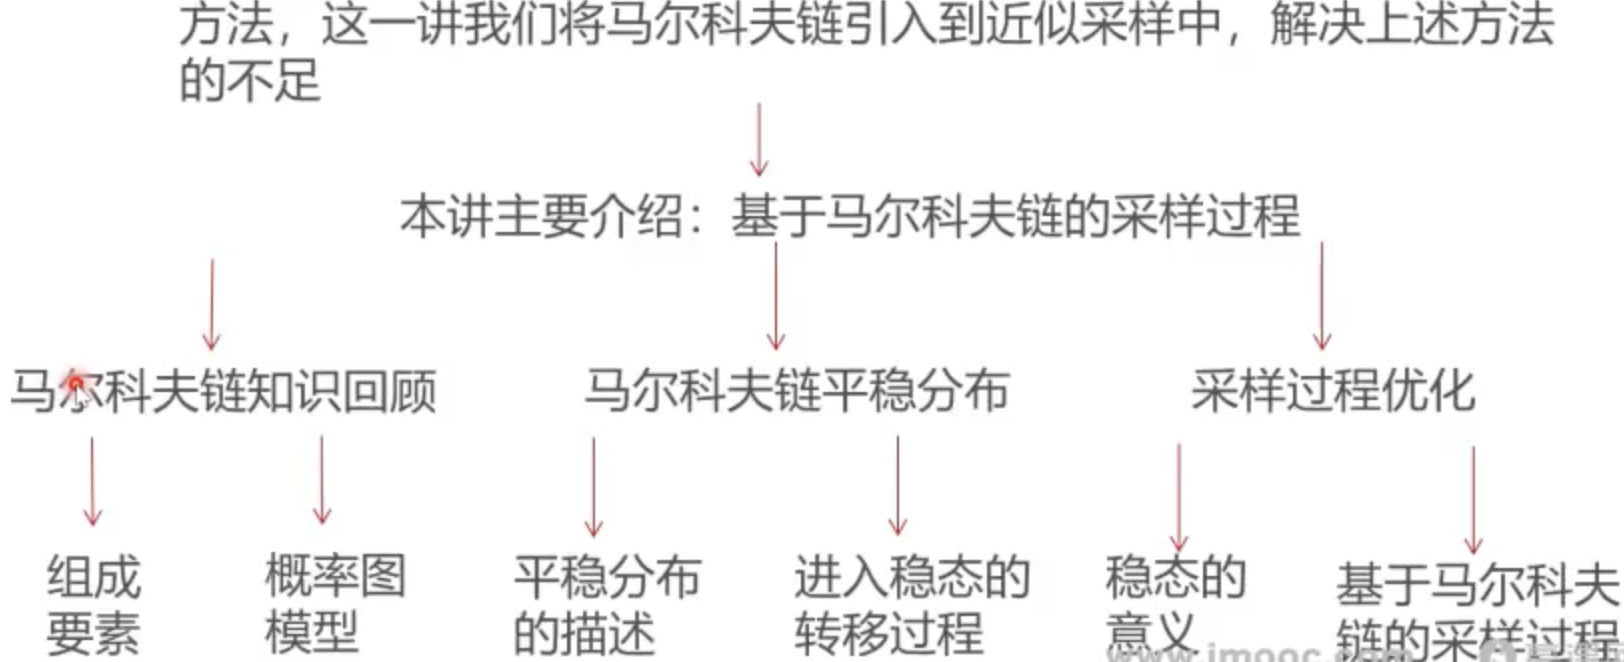 方法，这一讲我们将马尔科夫链引入到近似采样中，解决上述方法
的不足
本讲主要介绍：基于马尔科夫链的采样过程
马尔科夫链知识回顾
马尔科夫链平稳分布
采样过程优化
组成
要素
概率图
模型
平稳分布
的描述
进入稳态的
转移过程
稳态的
意义
基于马尔科夫
链的采样过程
www.imooc.com